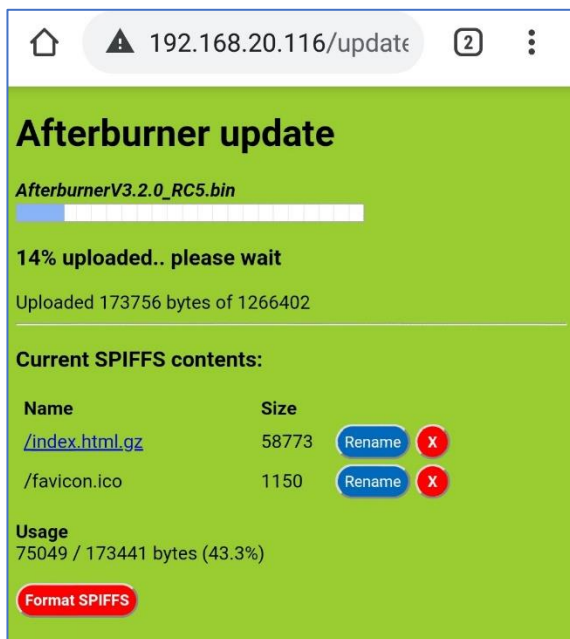 192.168.20.116/update
2
Afterburner update
AfterburnerV3.2.0_RC5.bin
14% uploaded.. please wait
Uploaded 173756 bytes of 1266402
Current SPIFFS contents:
Name Size
/index.html.gz 58773 Rename X
/favicon.ico 1150 Rename X
Usage
75049 / 173441 bytes (43.3%)
Format SPIFFS